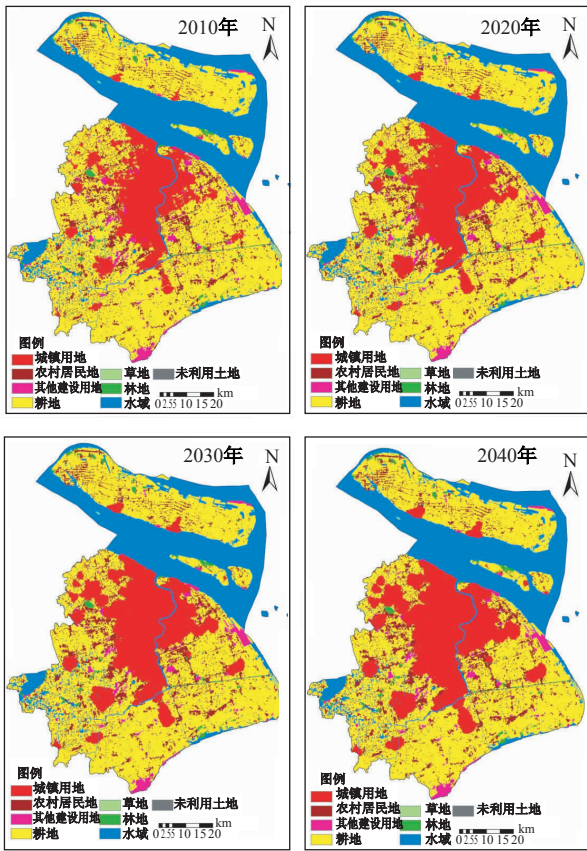 2010年
N
图例
城镇用地
农村居民地
草地
未利用土地
其他建设用地
林地
km
耕地
水域
0 2.55 10 15 20
2020年
N
图例
城镇用地
农村居民地
草地
未利用土地
其他建设用地
林地
km
耕地
水域
0 2.55 10 15 20
2030年
N
图例
城镇用地
农村居民地
草地
未利用土地
其他建设用地
林地
km
耕地
水域
0 2.55 10 15 20
2040年
N
图例
城镇用地
农村居民地
草地
未利用土地
其他建设用地
林地
km
耕地
水域
0 2.55 10 15 20